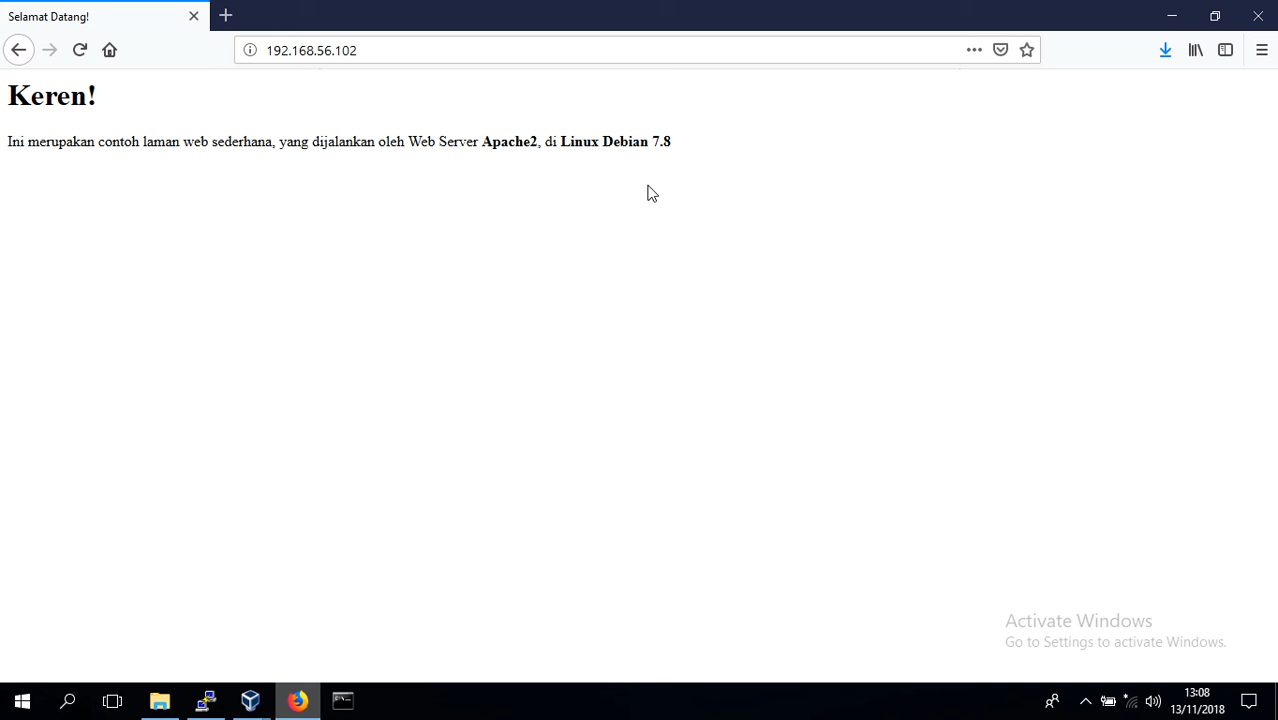 Selamat Datang!
192.168.56.102
Keren!
Ini merupakan contoh laman web sederhana, yang dijalankan oleh Web Server Apache2, di Linux Debian 7.8
Activate Windows
Go to Settings to activate Windows.
13:08
13/11/2018